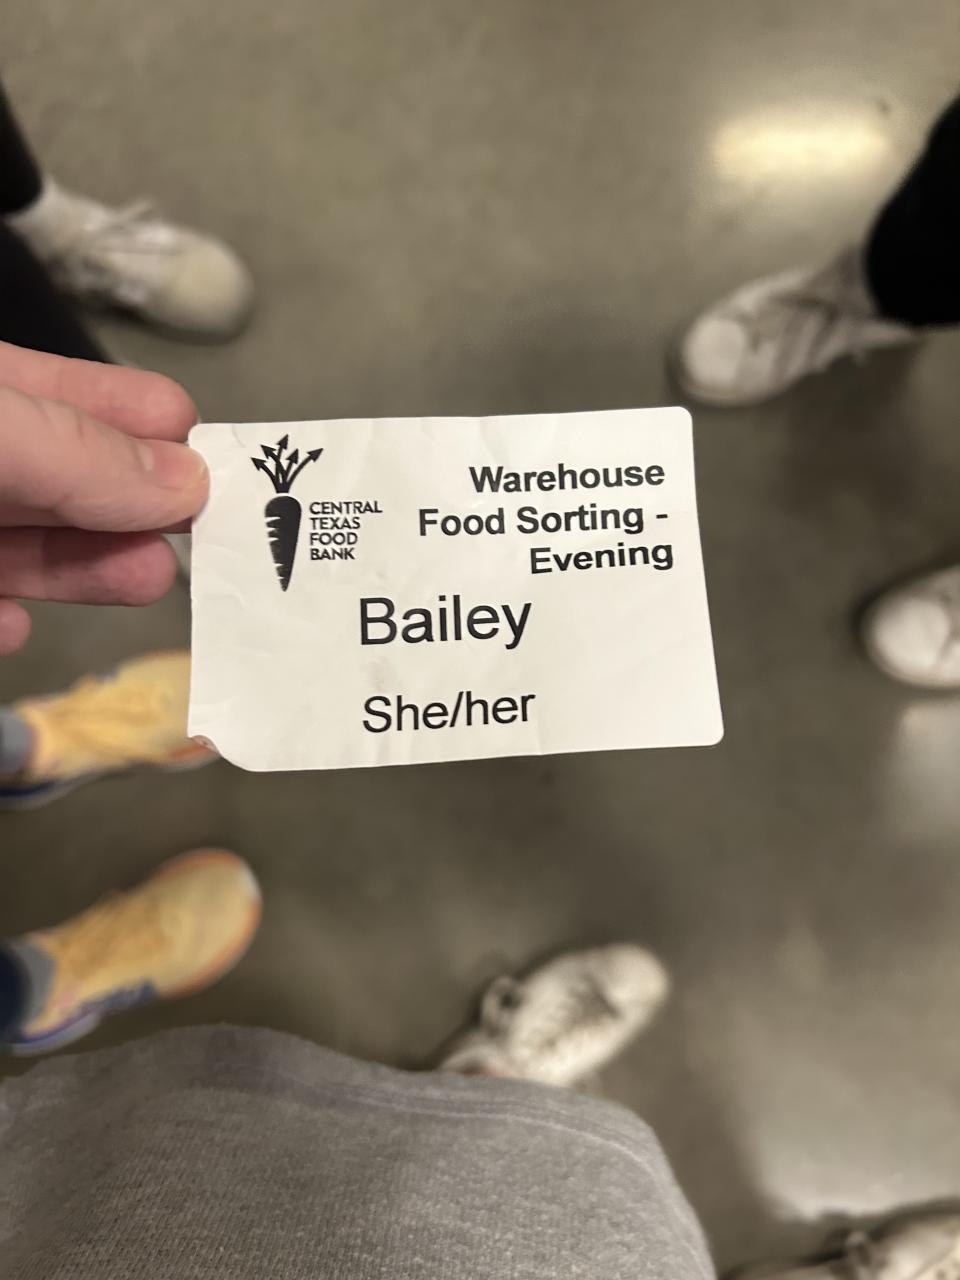 CENTRAL
TEXAS
FOOD
BANK
Warehouse
Food Sorting -
Evening
Bailey
She/her